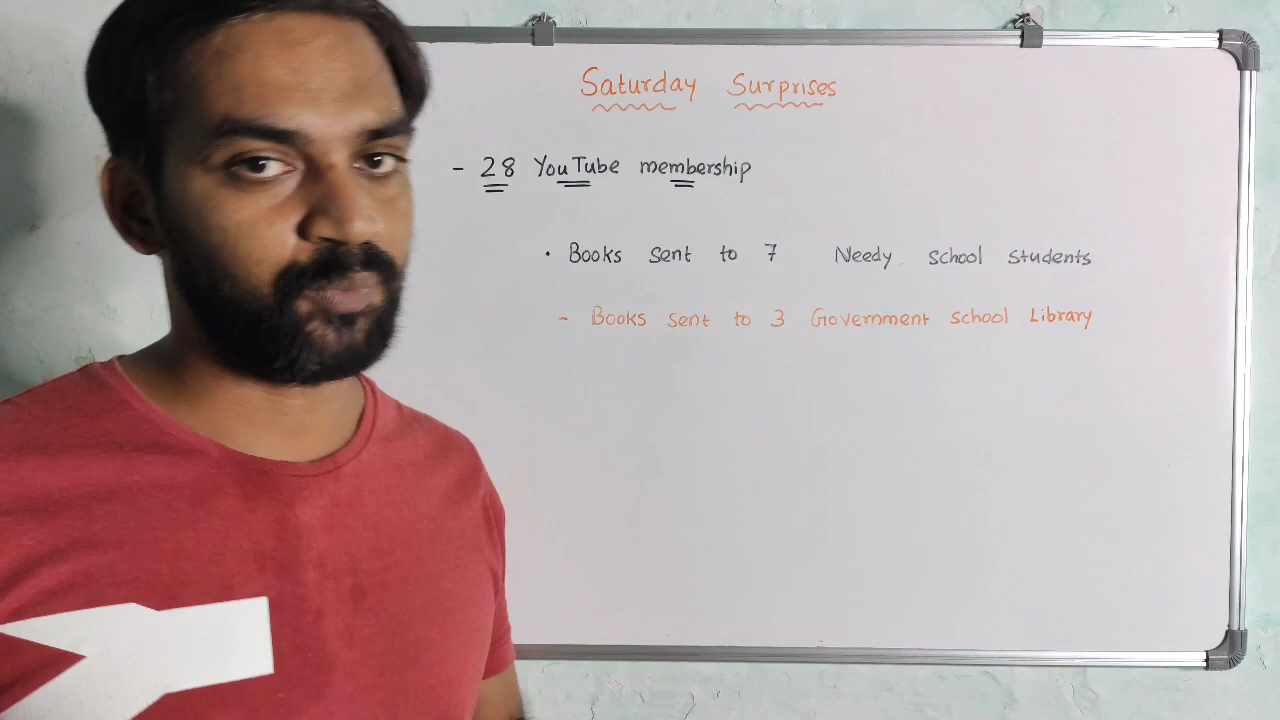 Saturday Surprises
- 28 YouTube membership
• Books sent to 7 Needy school students
- Books sent to 3 Government school Library